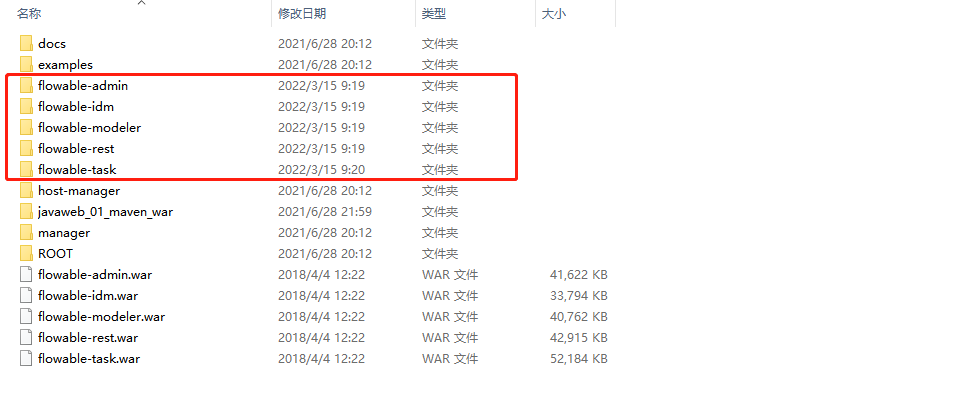 名称 修改日期 类型 大小
docs 2021/6/28 20:12 文件夹
examples 2021/6/28 20:12 文件夹
flowable-admin 2022/3/15 9:19 文件夹
flowable-idm 2022/3/15 9:19 文件夹
flowable-modeler 2022/3/15 9:19 文件夹
flowable-rest 2022/3/15 9:19 文件夹
flowable-task 2022/3/15 9:20 文件夹
host-manager 2021/6/28 20:12 文件夹
javaweb_01_maven_war 2021/6/28 21:59 文件夹
manager 2021/6/28 20:12 文件夹
ROOT 2021/6/28 20:12 文件夹
flowable-admin.war 2018/4/4 12:22 WAR 文件 41,622 KB
flowable-idm.war 2018/4/4 12:22 WAR 文件 33,794 KB
flowable-modeler.war 2018/4/4 12:22 WAR 文件 40,762 KB
flowable-rest.war 2018/4/4 12:22 WAR 文件 42,915 KB
flowable-task.war 2018/4/4 12:22 WAR 文件 52,184 KB